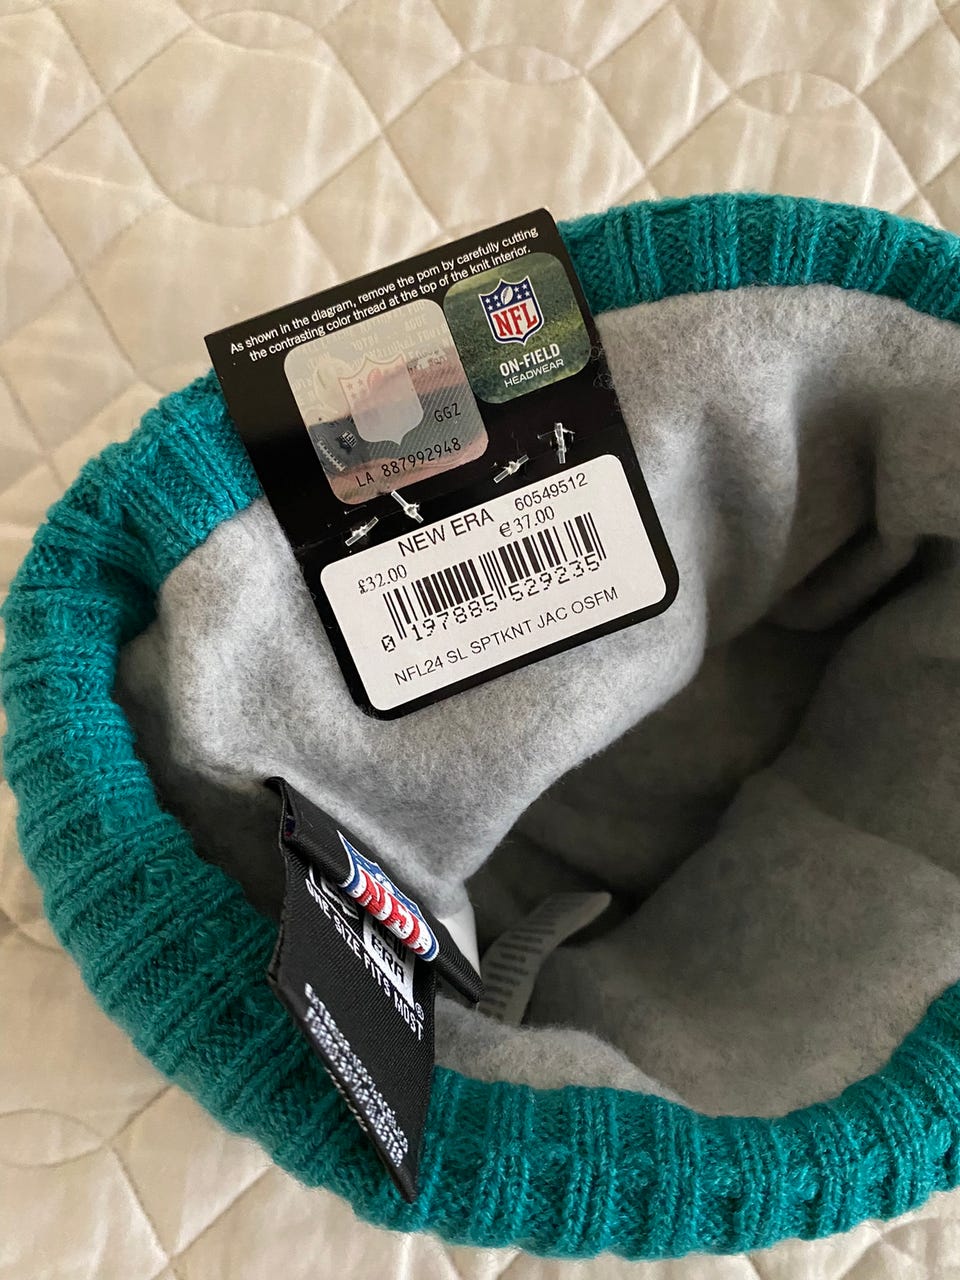 As shown in the diagram, remove the pom by carefully cutting
the contrasting color thread at the top of the knit interior.
NFL
ON-FIELD
HEADWEAR
GGZ
LA 887992948
NEW ERA 60549512
£32.00 €37.00
0 197885 529235
NFL24 SL SPTKNT JAC OSFM
NFL
ERA
ONE SIZE FITS MOST